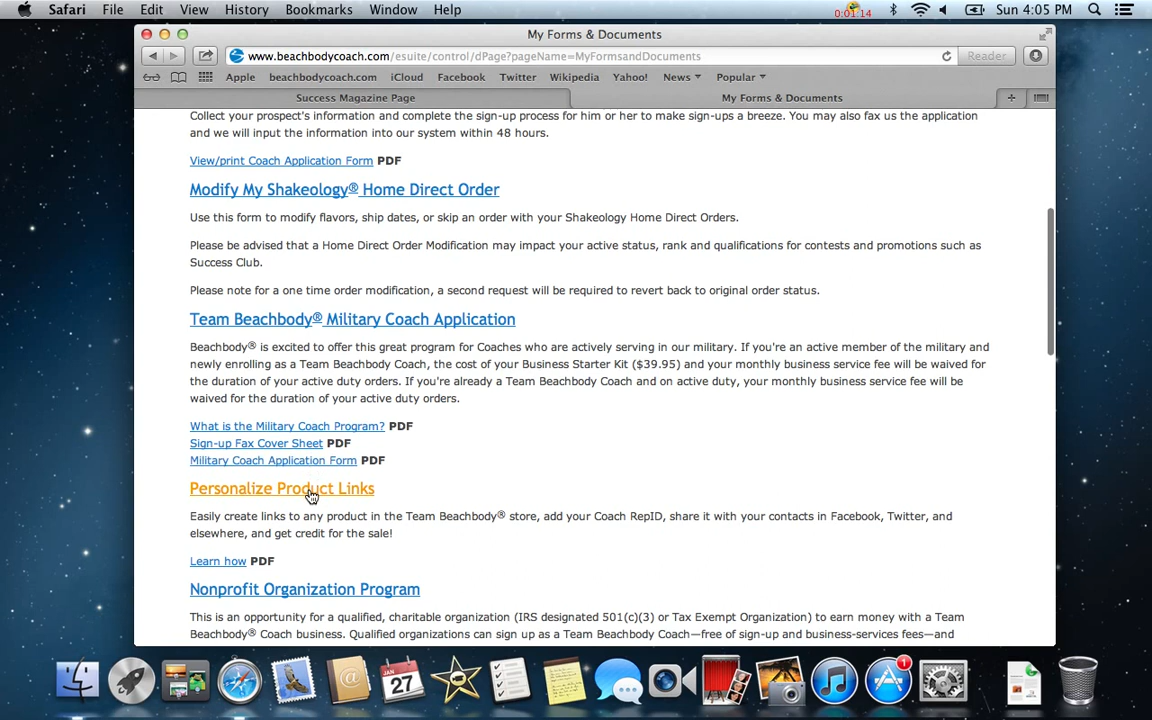 Safari File Edit View History Bookmarks Window Help 0:01:14 Sun 4:05 PM
My Forms & Documents
www.beachbodycoach.com/esuite/control/dPage?pageName=MyFormsandDocuments Reader
Apple beachbodycoach.com iCloud Facebook Twitter Wikipedia Yahoo! News Popular
Success Magazine Page My Forms & Documents +
Collect your prospect's information and complete the sign-up process for him or her to make sign-ups a breeze. You may also fax us the application
and we will input the information into our system within 48 hours.
View/print Coach Application Form PDF
Modify My Shakeology® Home Direct Order
Use this form to modify flavors, ship dates, or skip an order with your Shakeology Home Direct Orders.
Please be advised that a Home Direct Order Modification may impact your active status, rank and qualifications for contests and promotions such as
Success Club.
Please note for a one time order modification, a second request will be required to revert back to original order status.
Team Beachbody® Military Coach Application
Beachbody® is excited to offer this great program for Coaches who are actively serving in our military. If you're an active member of the military and
newly enrolling as a Team Beachbody Coach, the cost of your Business Starter Kit ($39.95) and your monthly business service fee will be waived for
the duration of your active duty orders. If you're already a Team Beachbody Coach and on active duty, your monthly business service fee will be
waived for the duration of your active duty orders.
What is the Military Coach Program? PDF
Sign-up Fax Cover Sheet PDF
Military Coach Application Form PDF
Personalize Product Links
Easily create links to any product in the Team Beachbody® store, add your Coach RepID, share it with your contacts in Facebook, Twitter, and
elsewhere, and get credit for the sale!
Learn how PDF
Nonprofit Organization Program
This is an opportunity for a qualified, charitable organization (IRS designated 501(c)(3) or Tax Exempt Organization) to earn money with a Team
Beachbody® Coach business. Qualified organizations can sign up as a Team Beachbody Coach—free of sign-up and business-services fees—and
JAN
27
1